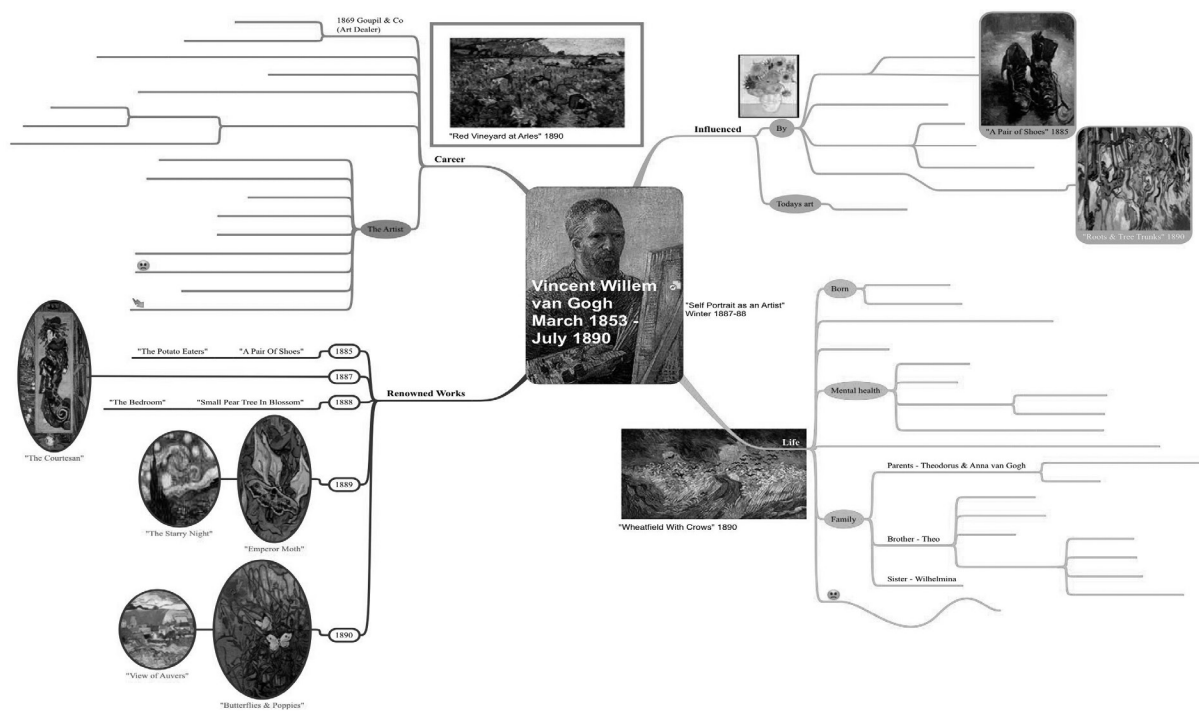 Vincent Willem
van Gogh
March 1853 -
July 1890
"Self Portrait as an Artist"
Winter 1887-88
Career
1869 Goupil & Co
(Art Dealer)
The Artist
"Red Vineyard at Arles" 1890
Influenced
By
Todays art
"A Pair of Shoes" 1885
"Roots & Tree Trunks" 1890
Renowned Works
1885
"The Potato Eaters" "A Pair Of Shoes"
1887
"The Courtesan"
1888
"The Bedroom" "Small Pear Tree In Blossom"
1889
"The Starry Night"
"Emperor Moth"
1890
"View of Auvers"
"Butterflies & Poppies"
Life
"Wheatfield With Crows" 1890
Born
Mental health
Family
Parents - Theodorus & Anna van Gogh
Brother - Theo
Sister - Wilhelmina